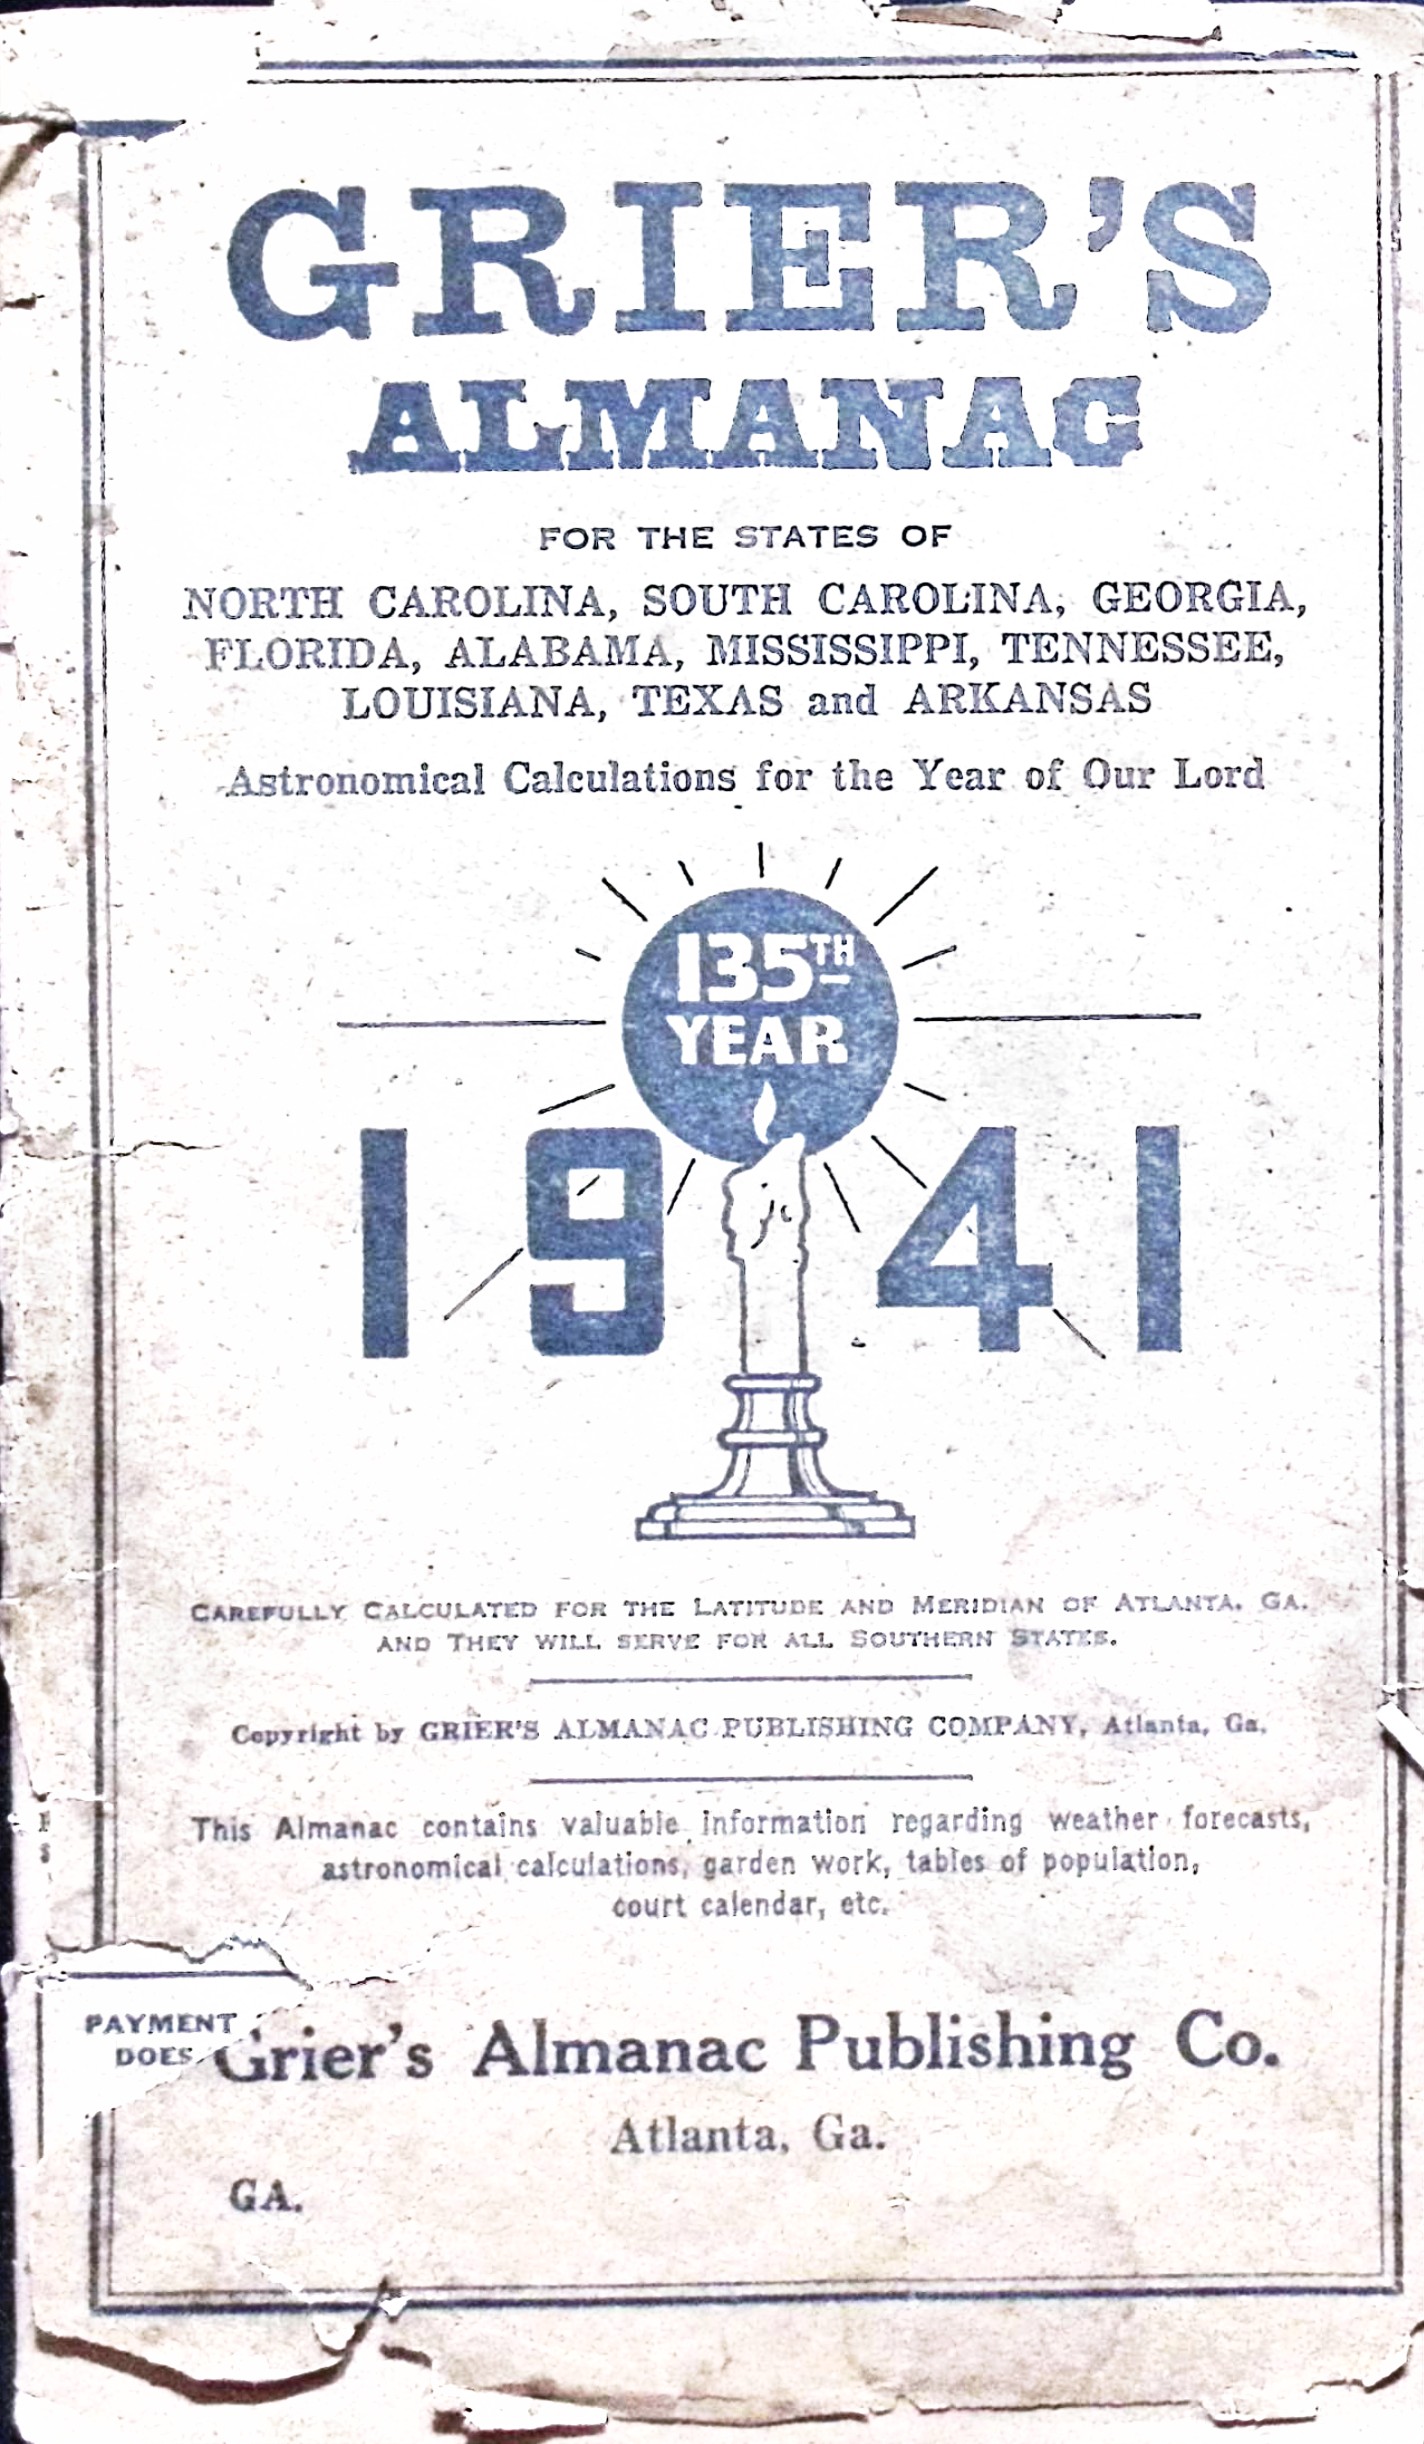 GRIER'S
ALMANAC
FOR THE STATES OF
NORTH CAROLINA, SOUTH CAROLINA, GEORGIA,
FLORIDA, ALABAMA, MISSISSIPPI, TENNESSEE,
LOUISIANA, TEXAS and ARKANSAS
Astronomical Calculations for the Year of Our Lord
135TH
YEAR
1941
CAREFULLY CALCULATED FOR THE LATITUDE AND MERIDIAN OF ATLANTA, GA.
AND THEY WILL SERVE FOR ALL SOUTHERN STATES.
Copyright by GRIER'S ALMANAC PUBLISHING COMPANY, Atlanta, Ga.
This Almanac contains valuable information regarding weather forecasts,
astronomical calculations, garden work, tables of population,
court calendar, etc.
PAYMENT
DOES
Grier's Almanac Publishing Co.
Atlanta, Ga.
GA.